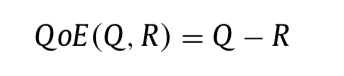 QoE(Q, R) = Q − R